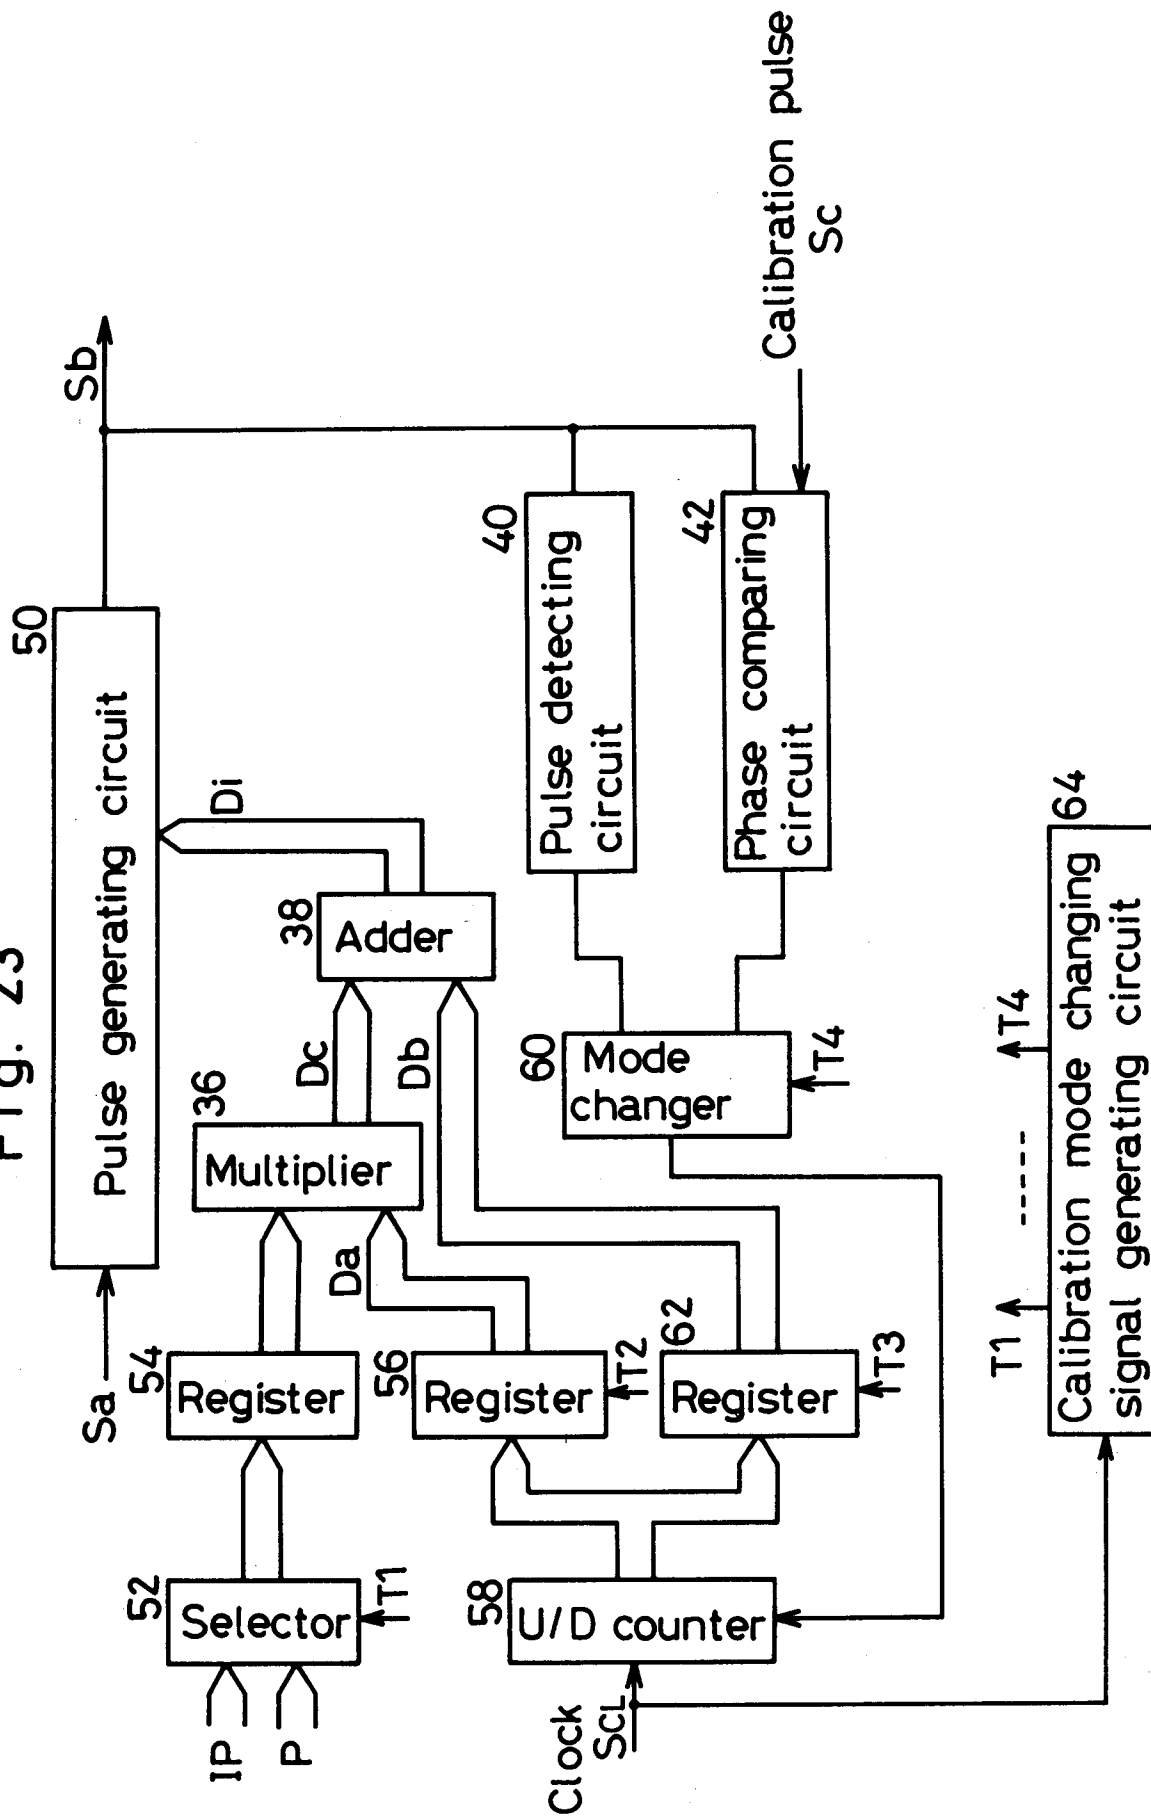 Fig. 23
50
Pulse generating circuit
Sa
Sb
Di
IP
P
52
Selector
T1
54
Register
36
Multiplier
Da
Dc
Db
38
Adder
56
Register
T2
62
Register
T3
58
U/D counter
Clock
SCL
60
Mode
changer
T4
40
Pulse detecting
circuit
42
Phase comparing
circuit
Calibration pulse
Sc
T1
-----
T4
64
Calibration mode changing
signal generating circuit